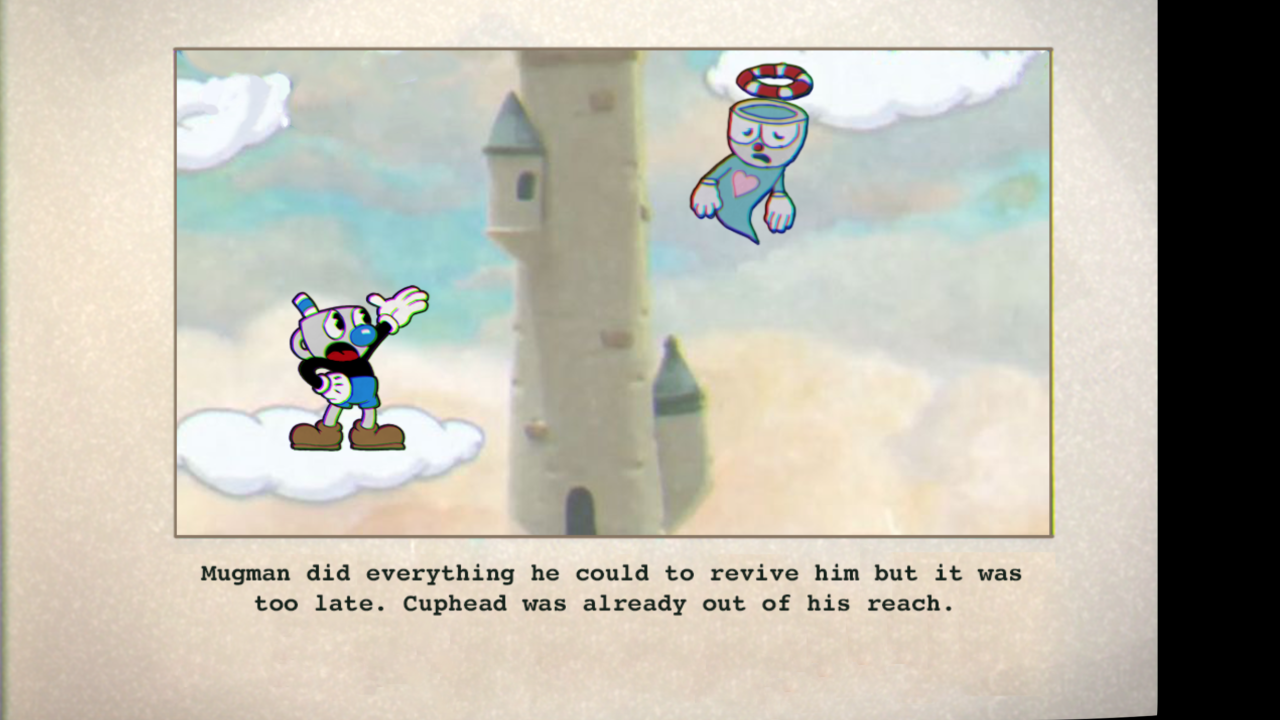 Mugman did everything he could to revive him but it was
too late. Cuphead was already out of his reach.